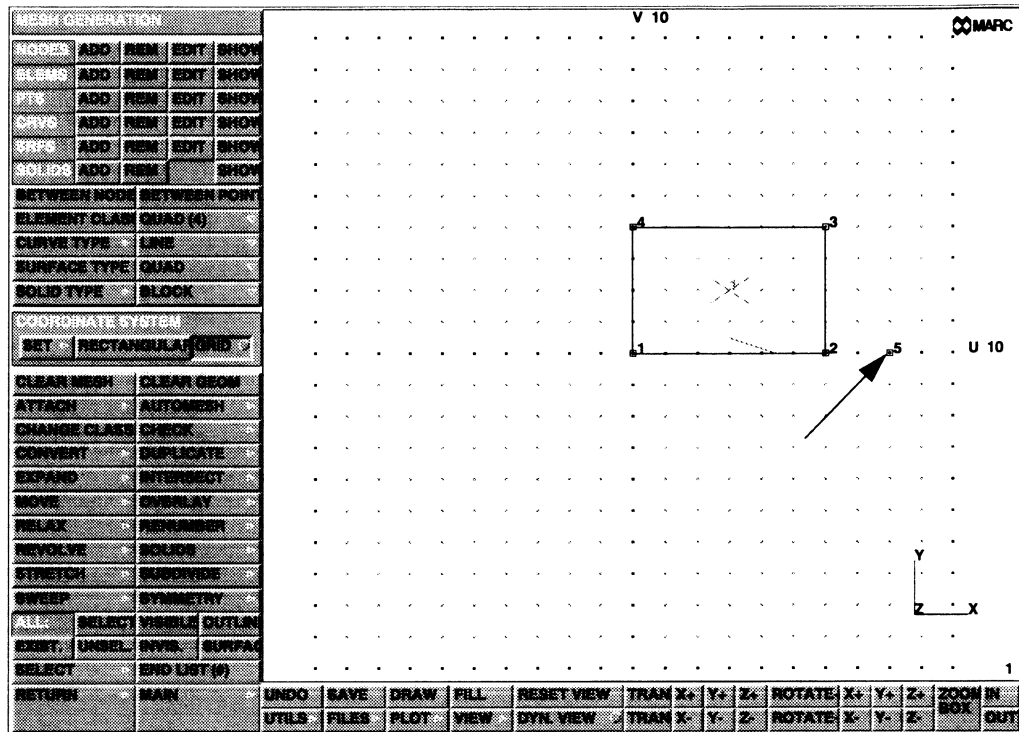 MESH GENERATION
NODES ADD REM EDIT SHOW
ELEMS ADD REM EDIT SHOW
PTS ADD REM EDIT SHOW
CRVS ADD REM EDIT SHOW
SRFS ADD REM EDIT SHOW
SOLIDS ADD REM SHOW
BETWEEN NODE BETWEEN POINT
ELEMENT CLAS QUAD (4)
CURVE TYPE LINE
SURFACE TYPE QUAD
SOLID TYPE BLOCK
COORDINATE SYSTEM
SET RECTANGULAR GRID
CLEAR MESH CLEAR GEOM
ATTACH AUTOMESH
CHANGE CLASS CHECK
CONVERT DUPLICATE
EXPAND INTERSECT
MOVE OVERLAY
RELAX RENUMBER
REVOLVE SOLIDS
STRETCH SUBDIVIDE
SWEEP SYMMETRY
ALL: SELECT VISIBLE OUTLIN
EXIST. UNSEL. INVIS. SURFAC
SELECT END LIST (#)
RETURN MAIN
V 10
MARC
4 3
1 2 5
U 10
Y
Z X
1
UNDO SAVE DRAW FILL RESET VIEW TRAN X+ Y+ Z+ ROTATE X+ Y+ Z+ ZOOM IN
UTILS FILES PLOT VIEW DYN. VIEW TRAN X- Y- Z- ROTATE X- Y- Z- BOX OUT